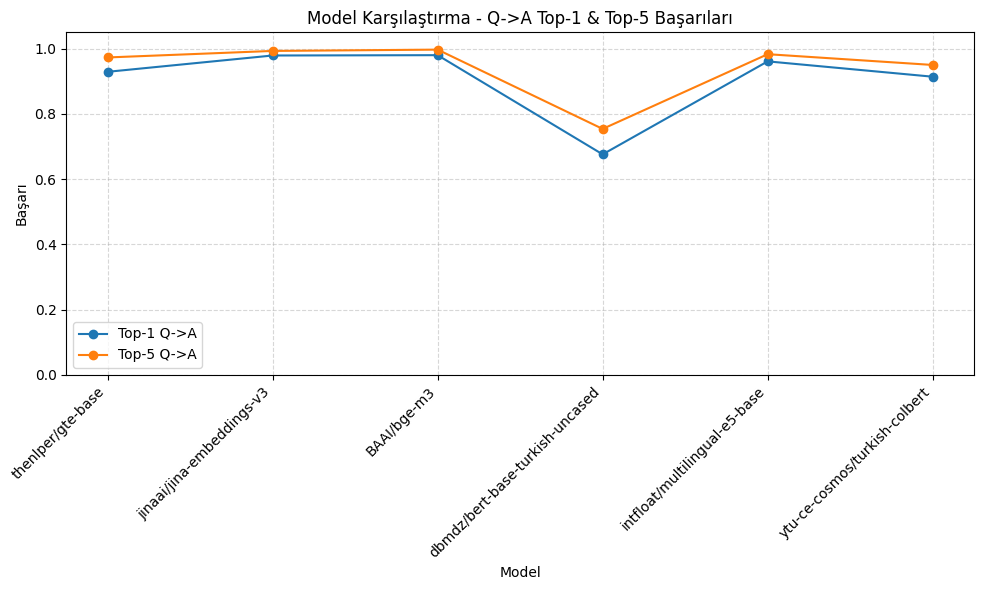 Model Karşılaştırma - Q->A Top-1 & Top-5 Başarıları
1.0
0.8
0.6
0.4
0.2
0.0
Başarı
Top-1 Q->A
Top-5 Q->A
thenlper/gte-base
jinaai/jina-embeddings-v3
BAAI/bge-m3
dbmdz/bert-base-turkish-uncased
intfloat/multilingual-e5-base
ytu-ce-cosmos/turkish-colbert
Model